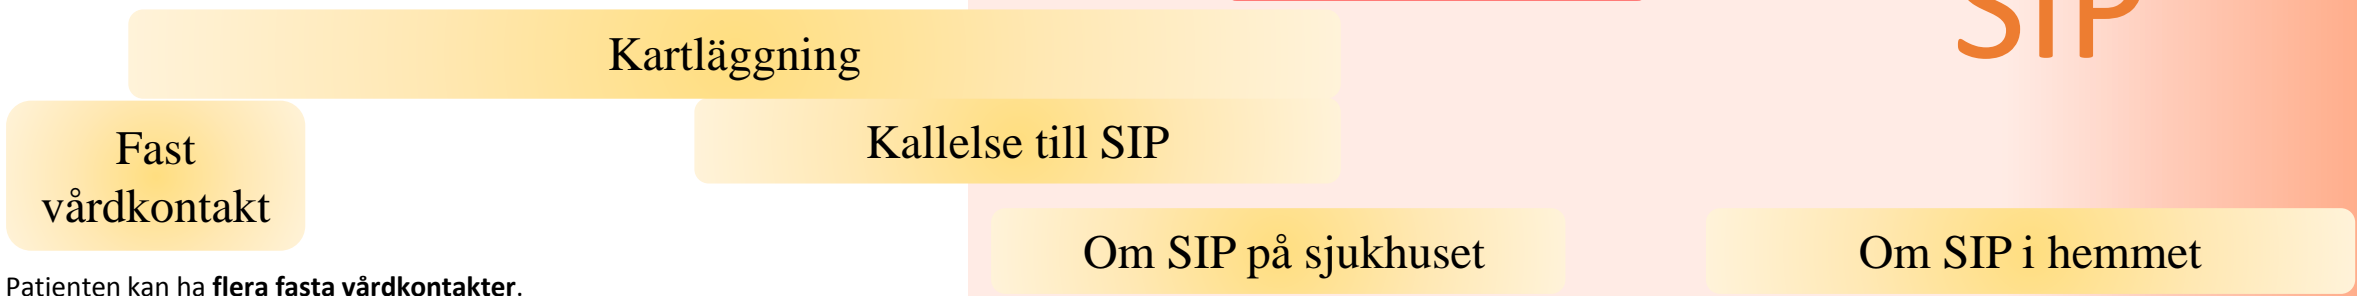 SIP
Kartläggning
Kallelse till SIP
Fast
vårdkontakt
Om SIP på sjukhuset
Om SIP i hemmet
Patienten kan ha flera fasta vårdkontakter.